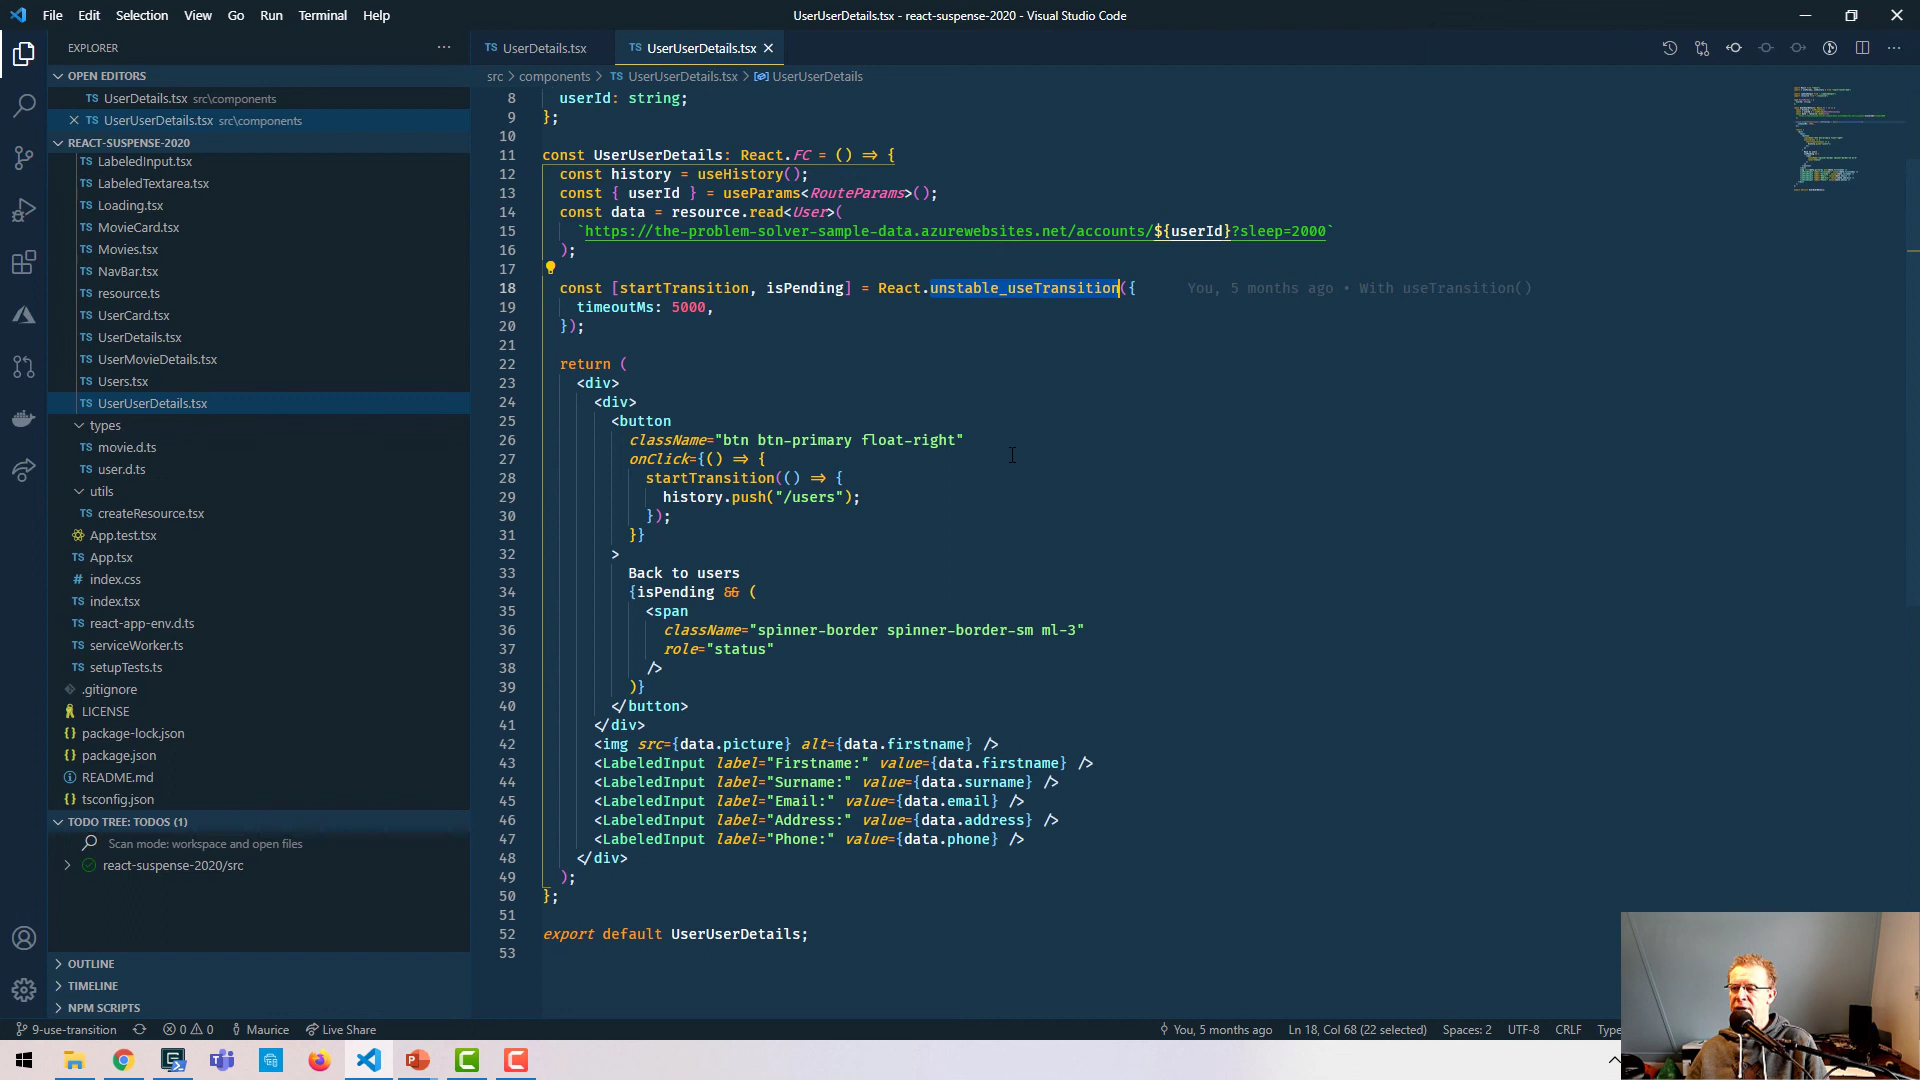 File Edit Selection View Go Run Terminal Help
UserUserDetails.tsx - react-suspense-2020 - Visual Studio Code
EXPLORER
OPEN EDITORS
TS UserDetails.tsx src\components
TS UserUserDetails.tsx src\components
REACT-SUSPENSE-2020
TS LabeledInput.tsx
TS LabeledTextarea.tsx
TS Loading.tsx
TS MovieCard.tsx
TS Movies.tsx
TS NavBar.tsx
TS resource.ts
TS UserCard.tsx
TS UserDetails.tsx
TS UserMovieDetails.tsx
TS Users.tsx
TS UserUserDetails.tsx
types
TS movie.d.ts
TS user.d.ts
utils
TS createResource.tsx
App.test.tsx
TS App.tsx
# index.css
TS index.tsx
TS react-app-env.d.ts
TS serviceWorker.ts
TS setupTests.ts
.gitignore
LICENSE
{} package-lock.json
{} package.json
README.md
{} tsconfig.json
TODO TREE: TODOS (1)
Scan mode: workspace and open files
react-suspense-2020/src
OUTLINE
TIMELINE
NPM SCRIPTS
TS UserDetails.tsx TS UserUserDetails.tsx
src > components > TS UserUserDetails.tsx > UserUserDetails
8 userId: string;
9 };
10
11 const UserUserDetails: React.FC = () => {
12 const history = useHistory();
13 const { userId } = useParams<RouteParams>();
14 const data = resource.read<User>(
15 `https://the-problem-solver-sample-data.azurewebsites.net/accounts/${userId}?sleep=2000`
16 );
17
18 const [startTransition, isPending] = React.unstable_useTransition({ You, 5 months ago • With useTransition()
19 timeoutMs: 5000,
20 });
21
22 return (
23 <div>
24 <div>
25 <button
26 className="btn btn-primary float-right"
27 onClick={() => {
28 startTransition(() => {
29 history.push("/users");
30 });
31 }}
32 >
33 Back to users
34 {isPending && (
35 <span
36 className="spinner-border spinner-border-sm ml-3"
37 role="status"
38 />
39 )}
40 </button>
41 </div>
42 <img src={data.picture} alt={data.firstname} />
43 <LabeledInput label="Firstname:" value={data.firstname} />
44 <LabeledInput label="Surname:" value={data.surname} />
45 <LabeledInput label="Email:" value={data.email} />
46 <LabeledInput label="Address:" value={data.address} />
47 <LabeledInput label="Phone:" value={data.phone} />
48 </div>
49 );
50 };
51
52 export default UserUserDetails;
53
9-use-transition 0 0 Maurice Live Share You, 5 months ago Ln 18, Col 68 (22 selected) Spaces: 2 UTF-8 CRLF Type